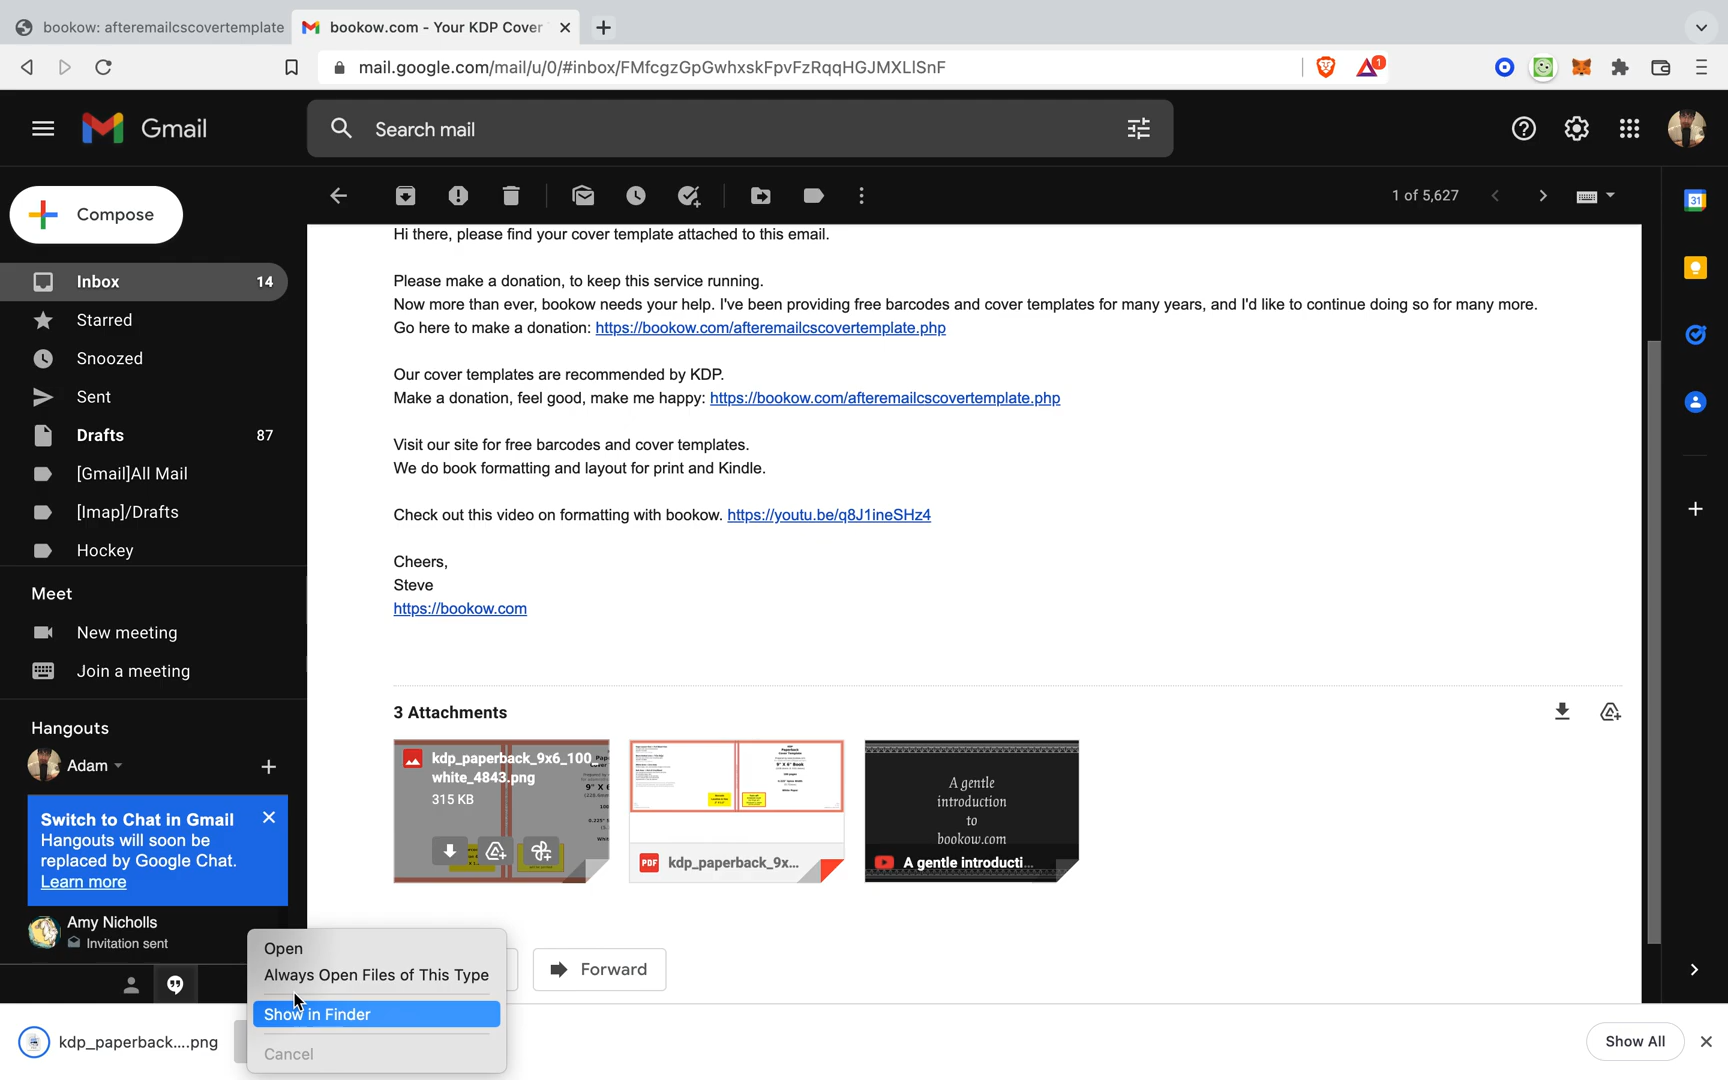 bookow: afteremailcscovertemplate
bookow.com - Your KDP Cover
mail.google.com/mail/u/0/#inbox/FMfcgzGpGwhxskFpvFzRqqHGJMXLlSnF
1
Gmail
Search mail
Compose
1 of 5,627
31
Inbox 14
Starred
Snoozed
Sent
Drafts 87
[Gmail]All Mail
[Imap]/Drafts
Hockey
Meet
New meeting
Join a meeting
Hangouts
Adam
Switch to Chat in Gmail
Hangouts will soon be
replaced by Google Chat.
Learn more
Amy Nicholls
Invitation sent
Hi there, please find your cover template attached to this email.
Please make a donation, to keep this service running.
Now more than ever, bookow needs your help. I've been providing free barcodes and cover templates for many years, and I'd like to continue doing so for many more.
Go here to make a donation: https://bookow.com/afteremailcscovertemplate.php
Our cover templates are recommended by KDP.
Make a donation, feel good, make me happy: https://bookow.com/afteremailcscovertemplate.php
Visit our site for free barcodes and cover templates.
We do book formatting and layout for print and Kindle.
Check out this video on formatting with bookow. https://youtu.be/q8J1ineSHz4
Cheers,
Steve
https://bookow.com
3 Attachments
kdp_paperback_9x6_100_
white_4843.png
315 KB
9" X 6" Book
PDF kdp_paperback_9x...
A gentle
introduction
to
bookow.com
A gentle introducti...
Forward
Open
Always Open Files of This Type
Show in Finder
Cancel
kdp_paperback....png
Show All